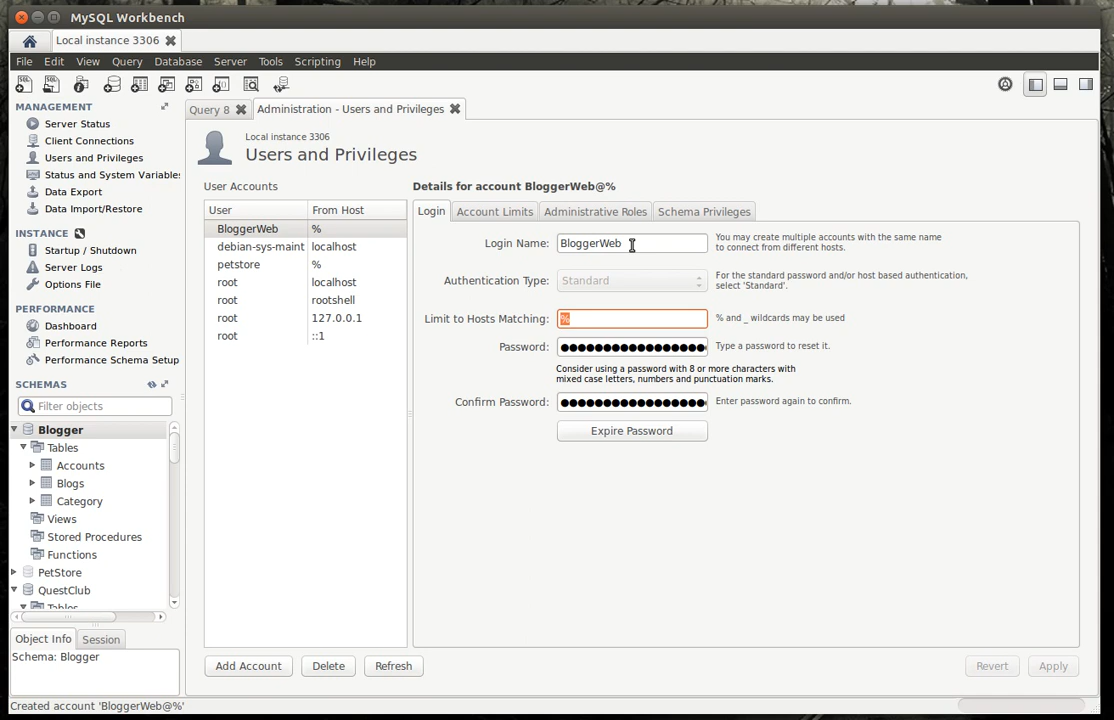 MySQL Workbench
Local instance 3306
File Edit View Query Database Server Tools Scripting Help
Query 8
Administration - Users and Privileges
MANAGEMENT
Server Status
Client Connections
Users and Privileges
Status and System Variables
Data Export
Data Import/Restore
INSTANCE
Startup / Shutdown
Server Logs
Options File
PERFORMANCE
Dashboard
Performance Reports
Performance Schema Setup
SCHEMAS
Filter objects
Blogger
Tables
Accounts
Blogs
Category
Views
Stored Procedures
Functions
PetStore
QuestClub
Tables
Object Info Session
Schema: Blogger
Local instance 3306
Users and Privileges
User Accounts
User From Host
BloggerWeb %
debian-sys-maint localhost
petstore %
root localhost
root rootshell
root 127.0.0.1
root ::1
Add Account Delete Refresh
Details for account BloggerWeb@%
Login Account Limits Administrative Roles Schema Privileges
Login Name: BloggerWeb
You may create multiple accounts with the same name
to connect from different hosts.
Authentication Type: Standard
For the standard password and/or host based authentication,
select 'Standard'.
Limit to Hosts Matching: %
% and _ wildcards may be used
Password:
Type a password to reset it.
Consider using a password with 8 or more characters with
mixed case letters, numbers and punctuation marks.
Confirm Password:
Enter password again to confirm.
Expire Password
Revert Apply
Created account 'BloggerWeb@%'